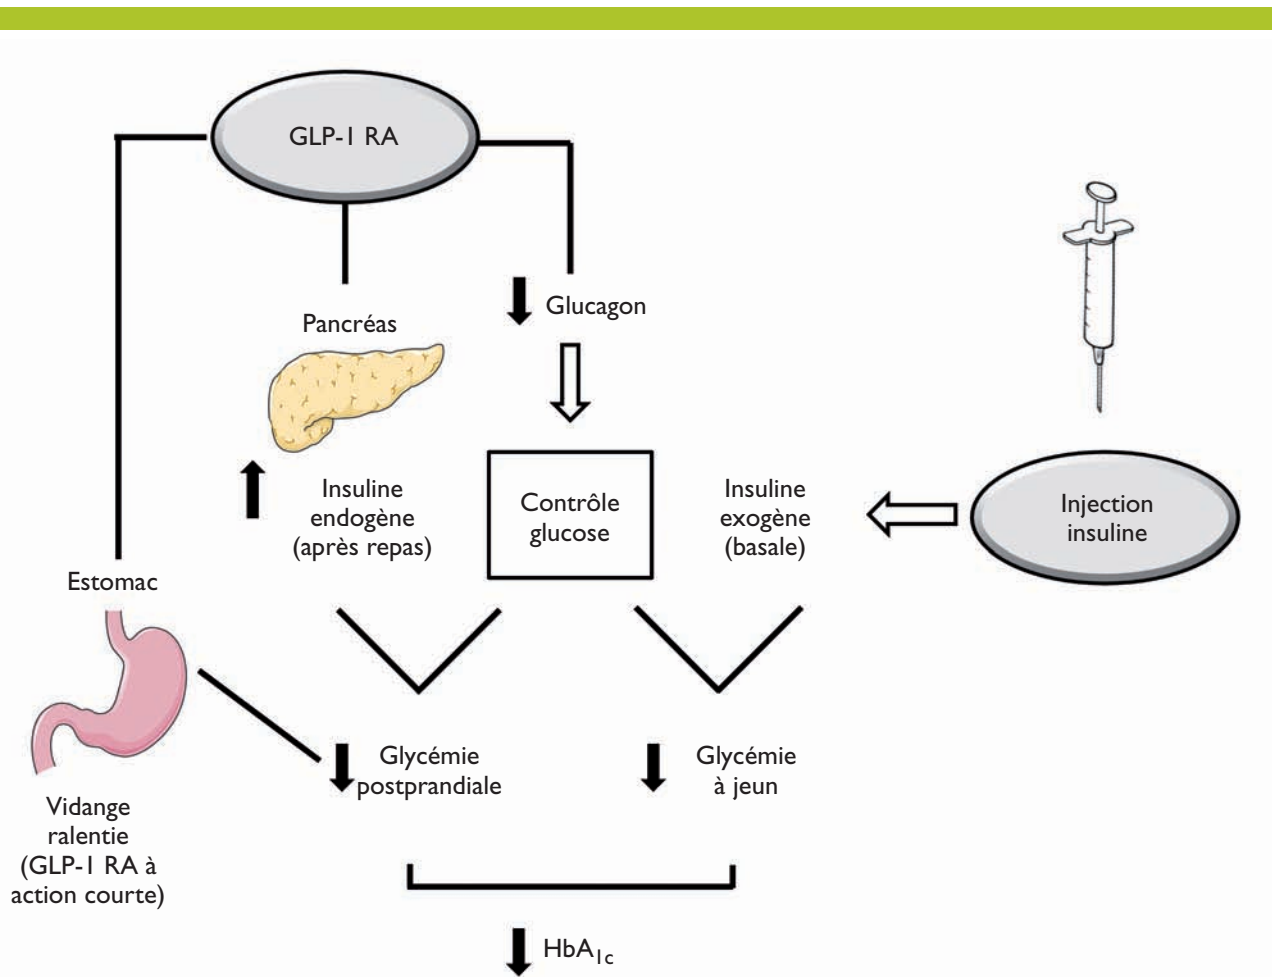 GLP-1 RA
Glucagon
Pancréas
Insuline
endogène
(après repas)
Contrôle
glucose
Insuline
exogène
(basale)
Injection
insuline
Estomac
Vidange
ralentie
(GLP-1 RA à
action courte)
Glycémie
postprandiale
Glycémie
à jeun
HbA1c